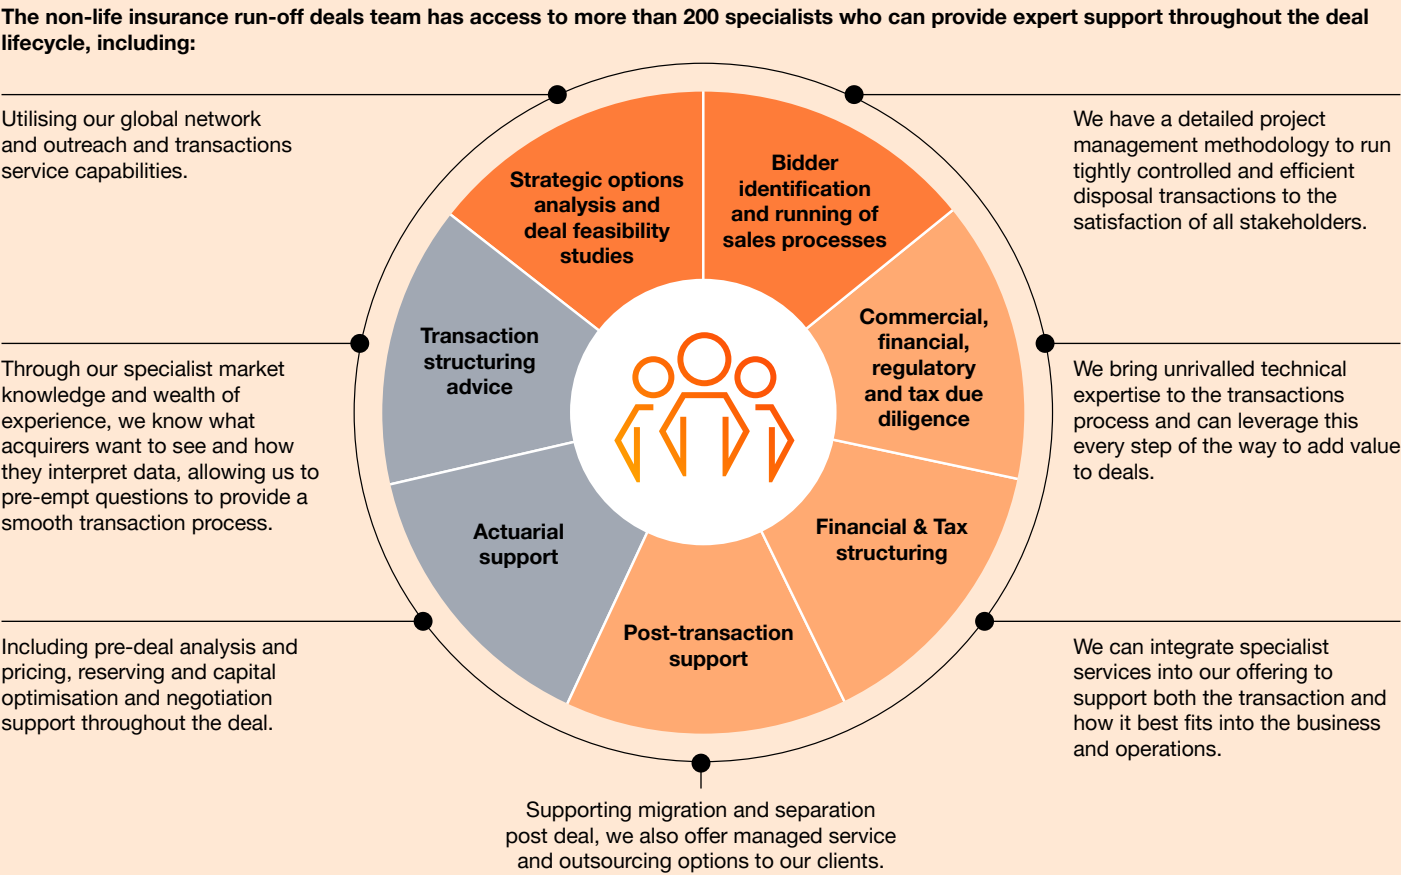 The non-life insurance run-off deals team has access to more than 200 specialists who can provide expert support throughout the deal
lifecycle, including:
Utilising our global network
and outreach and transactions
service capabilities.
Strategic options
analysis and
deal feasibility
studies
Bidder
identification
and running of
sales processes
We have a detailed project
management methodology to run
tightly controlled and efficient
disposal transactions to the
satisfaction of all stakeholders.
Through our specialist market
knowledge and wealth of
experience, we know what
acquirers want to see and how
they interpret data, allowing us to
pre-empt questions to provide a
smooth transaction process.
Transaction
structuring
advice
Commercial,
financial,
regulatory
and tax due
diligence
We bring unrivalled technical
expertise to the transactions
process and can leverage this
every step of the way to add value
to deals.
Including pre-deal analysis and
pricing, reserving and capital
optimisation and negotiation
support throughout the deal.
Actuarial
support
Financial & Tax
structuring
We can integrate specialist
services into our offering to
support both the transaction and
how it best fits into the business
and operations.
Post-transaction
support
Supporting migration and separation
post deal, we also offer managed service
and outsourcing options to our clients.